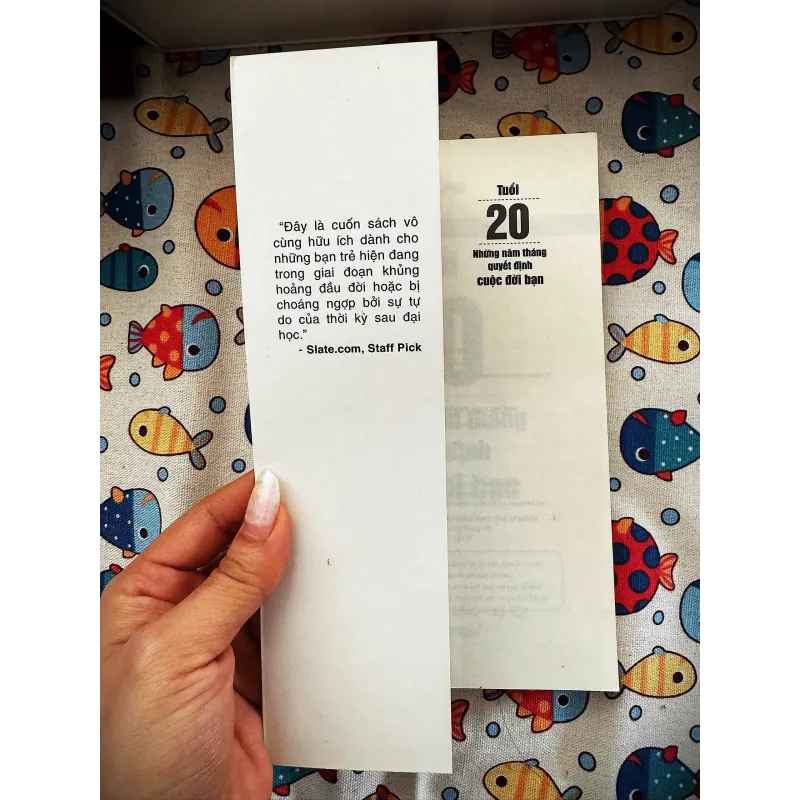 “Đây là cuốn sách vô
cùng hữu ích dành cho
những bạn trẻ hiện đang
trong giai đoạn khủng
hoảng đầu đời hoặc bị
choáng ngợp bởi sự tự
do của thời kỳ sau đại
học.”
- Slate.com, Staff Pick
Tuổi
20
Những năm tháng
quyết định
cuộc đời bạn